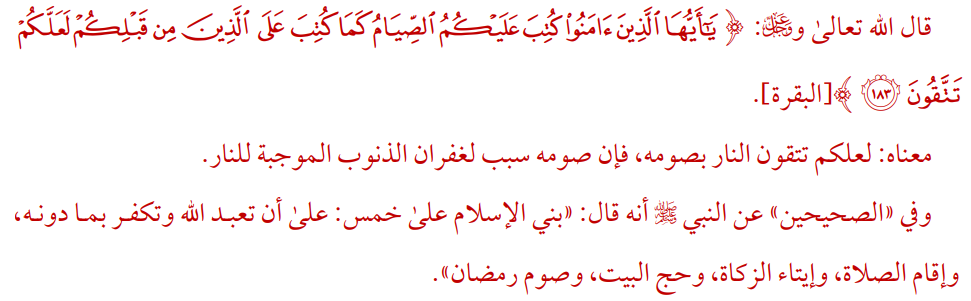 قال الله تعالىٰ وﷻ: ﴿ يَٰٓأَيُّهَا ٱلَّذِينَ ءَامَنُوا۟ كُتِبَ عَلَيْكُمُ ٱلصِّيَامُ كَمَا كُتِبَ عَلَى ٱلَّذِينَ مِن قَبْلِكُمْ لَعَلَّكُمْ
تَتَّقُونَ ١٨٣ ﴾ [البقرة].
معناه: لعلكم تتقون النار بصومه، فإن صومه سبب لغفران الذنوب الموجبة للنار.
وفي «الصحيحين» عن النبي ﷺ أنه قال: «بني الإسلام علىٰ خمس: علىٰ أن تعبد الله وتكفر بما دونه،
وإقام الصلاة، وإيتاء الزكاة، وحج البيت، وصوم رمضان».